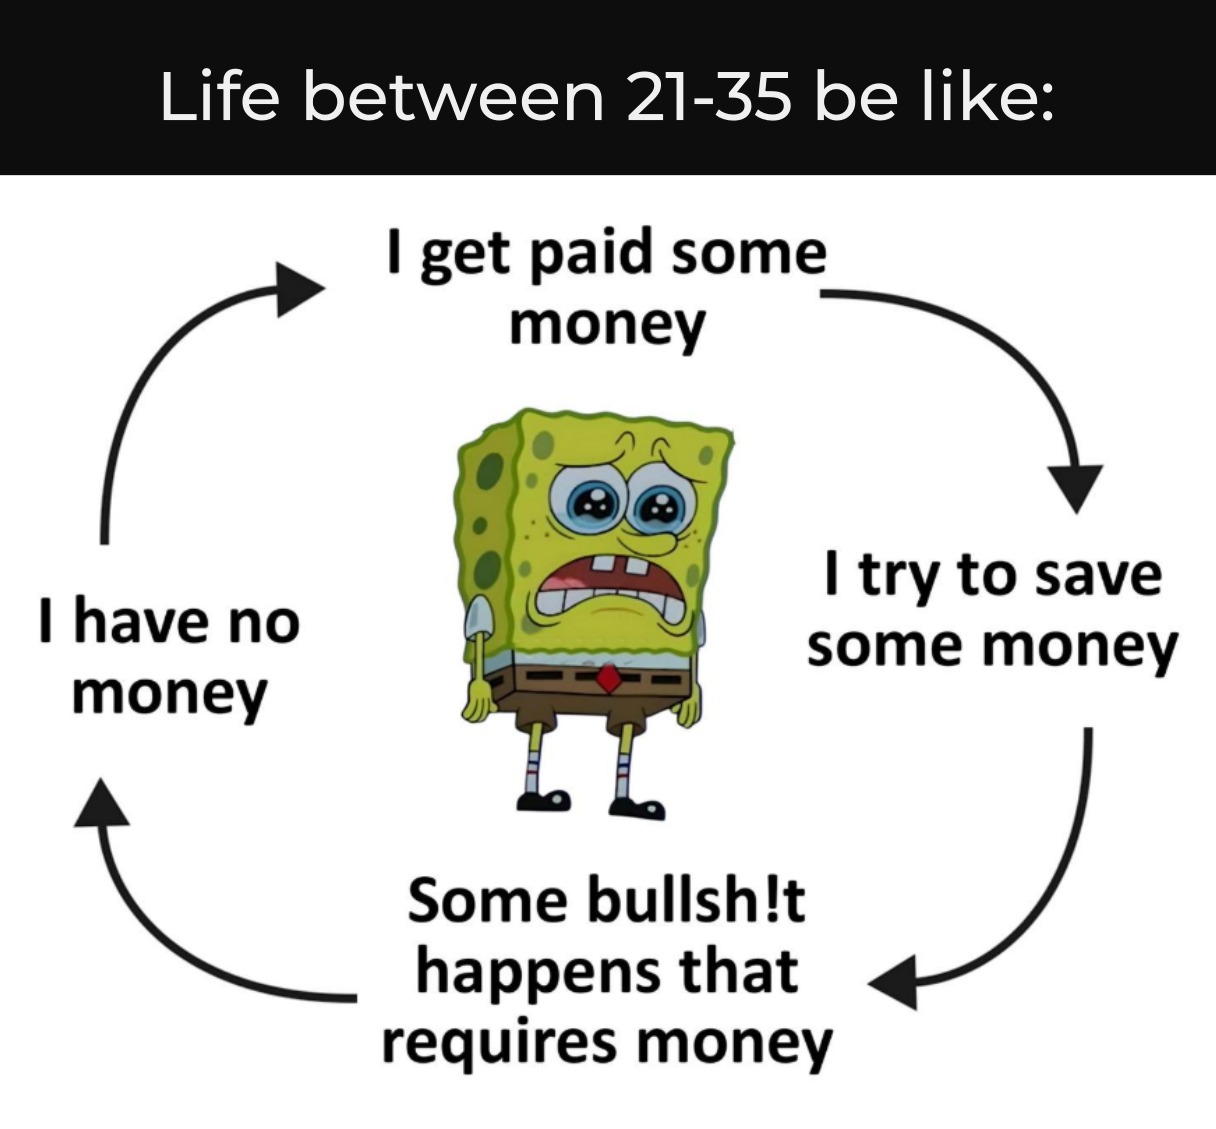 Life between 21-35 be like:
I get paid some
money
I try to save
some money
Some bullsh!t
happens that
requires money
I have no
money